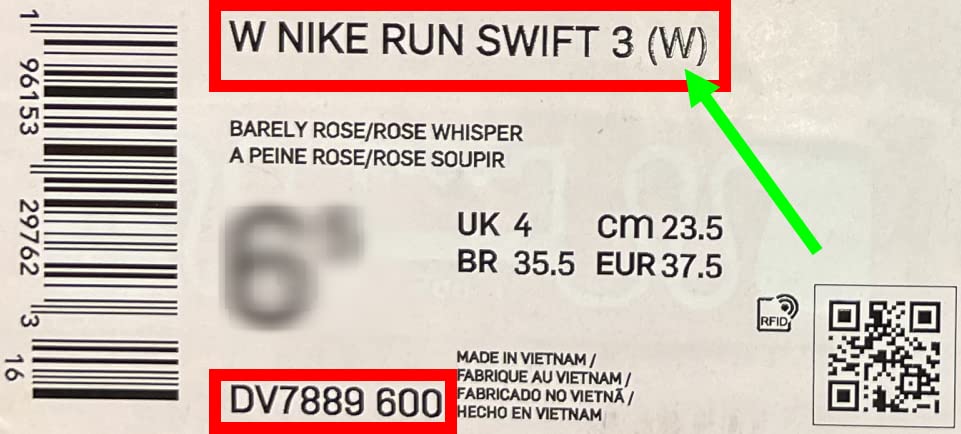 W NIKE RUN SWIFT 3 (W)
BARELY ROSE/ROSE WHISPER
A PEINE ROSE/ROSE SOUPIR
6⁵
UK 4 cm 23.5
BR 35.5 EUR 37.5
RFID
MADE IN VIETNAM /
FABRIQUE AU VIETNAM /
FABRICADO NO VIETNÃ /
HECHO EN VIETNAM
DV7889 600
1 96153 29762 3
16